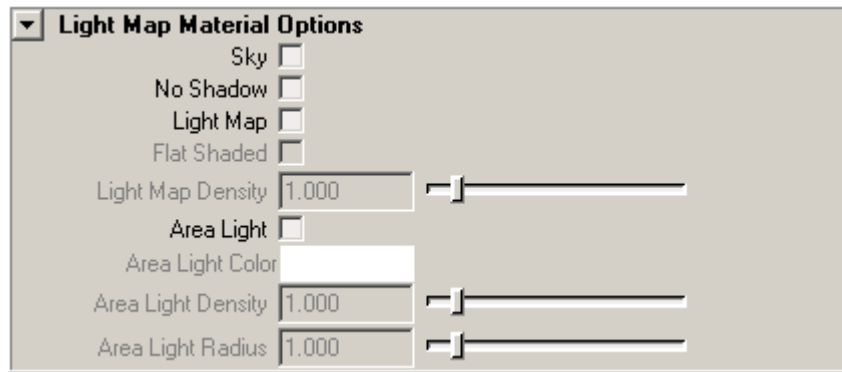 Light Map Material Options
Sky
No Shadow
Light Map
Flat Shaded
Light Map Density 1.000
Area Light
Area Light Color
Area Light Density 1.000
Area Light Radius 1.000